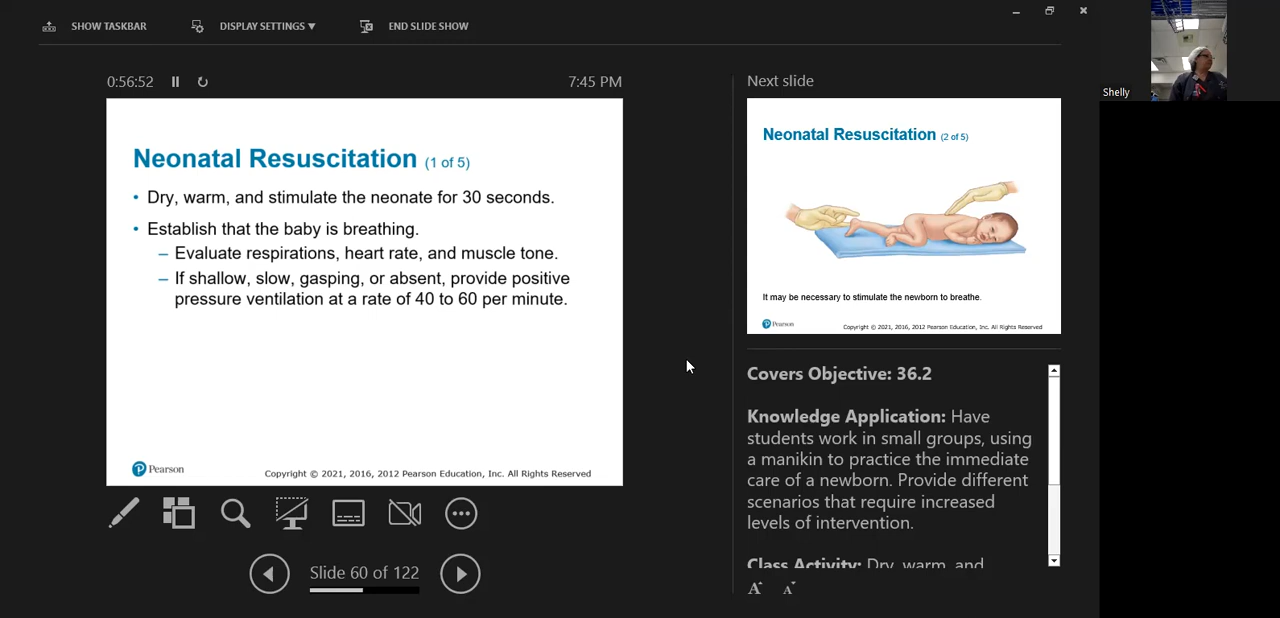 SHOW TASKBAR
DISPLAY SETTINGS ▼
END SLIDE SHOW
0:56:52
7:45 PM
Neonatal Resuscitation (1 of 5)
• Dry, warm, and stimulate the neonate for 30 seconds.
• Establish that the baby is breathing.
– Evaluate respirations, heart rate, and muscle tone.
– If shallow, slow, gasping, or absent, provide positive
pressure ventilation at a rate of 40 to 60 per minute.
Pearson
Copyright © 2021, 2016, 2012 Pearson Education, Inc. All Rights Reserved
Slide 60 of 122
Next slide
Neonatal Resuscitation (2 of 5)
It may be necessary to stimulate the newborn to breathe.
Pearson
Copyright © 2021, 2016, 2012 Pearson Education, Inc. All Rights Reserved
Covers Objective: 36.2
Knowledge Application: Have
students work in small groups, using
a manikin to practice the immediate
care of a newborn. Provide different
scenarios that require increased
levels of intervention.
Class Activity: Dry, warm, and
A A
Shelly